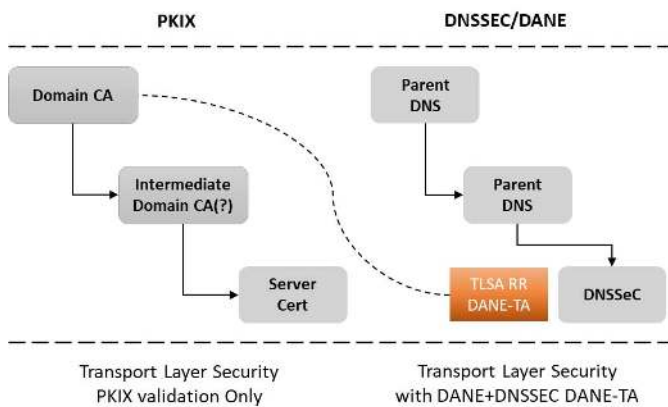 PKIX
DNSSEC/DANE
Domain CA
Parent
DNS
Intermediate
Domain CA(?)
Parent
DNS
Server
Cert
TLSA RR
DANE-TA
DNSSeC
Transport Layer Security
PKIX validation Only
Transport Layer Security
with DANE+DNSSEC DANE-TA